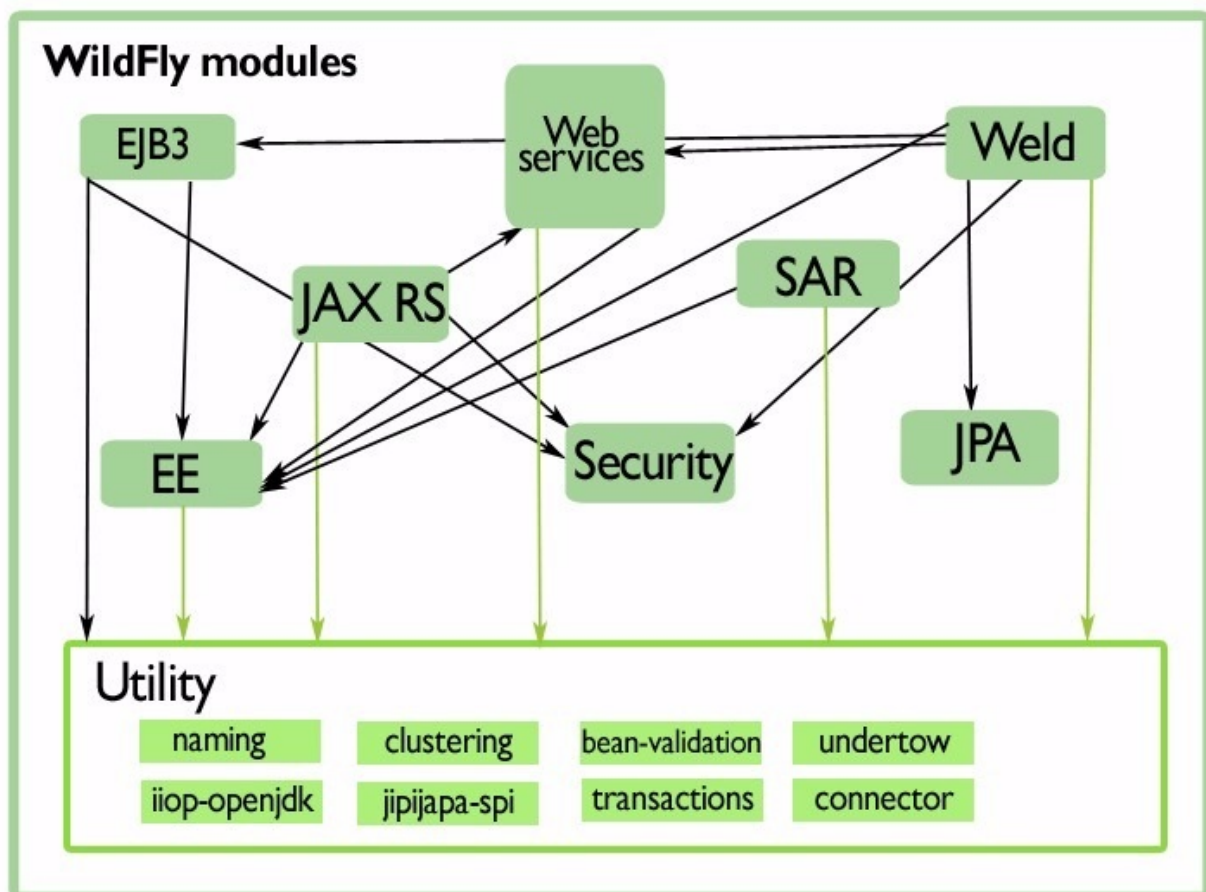 WildFly modules
EJB3
Web
services
Weld
JAX RS
SAR
EE
Security
JPA
Utility
naming
clustering
bean-validation
undertow
iiop-openjdk
jipijapa-spi
transactions
connector